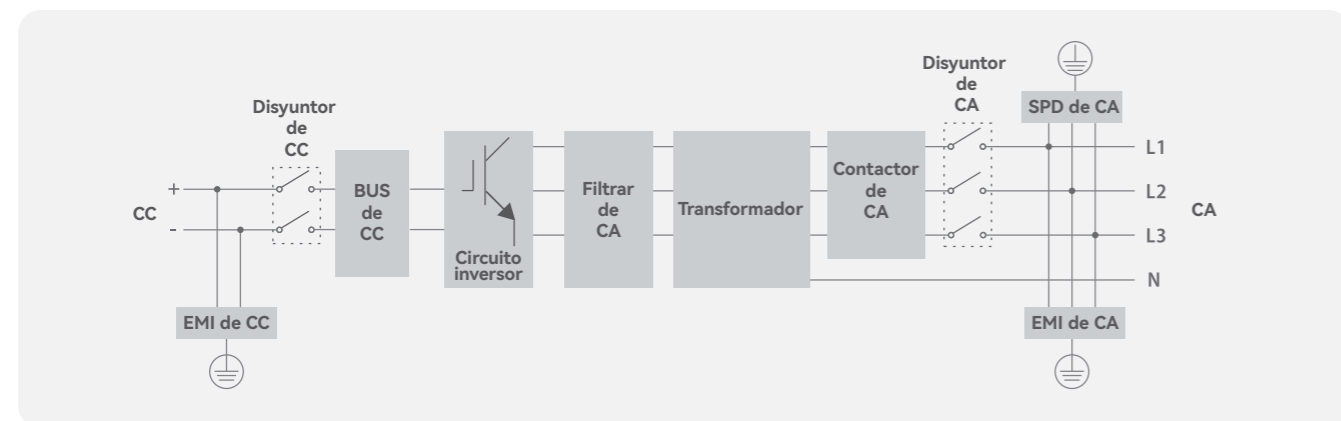 Disyuntor
de
CC
+
-
CC
BUS
de
CC
EMI de CC
Circuito
inversor
Filtrar
de
CA
Transformador
Contactor
de
CA
Disyuntor
de
CA
SPD de CA
L1
L2
L3
N
CA
EMI de CA